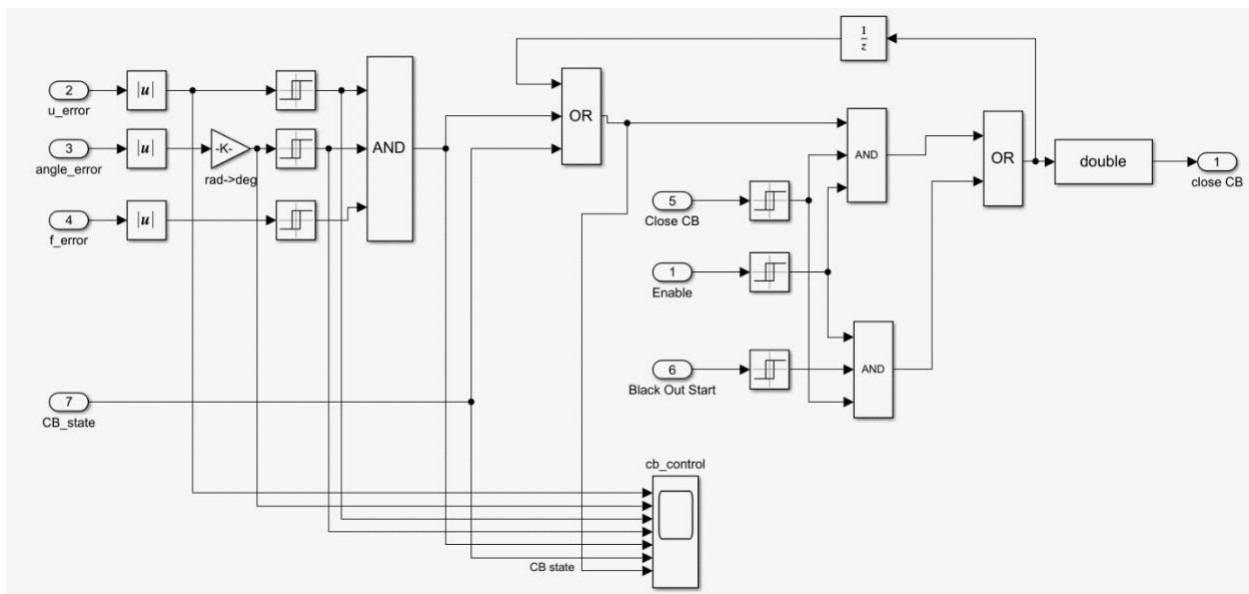 1
z
2
|u|
u_error
AND
OR
3
|u|
-K-
angle_error
rad->deg
4
|u|
f_error
AND
OR
double
1
close CB
5
Close CB
1
Enable
6
Black Out Start
AND
7
CB_state
cb_control
CB state